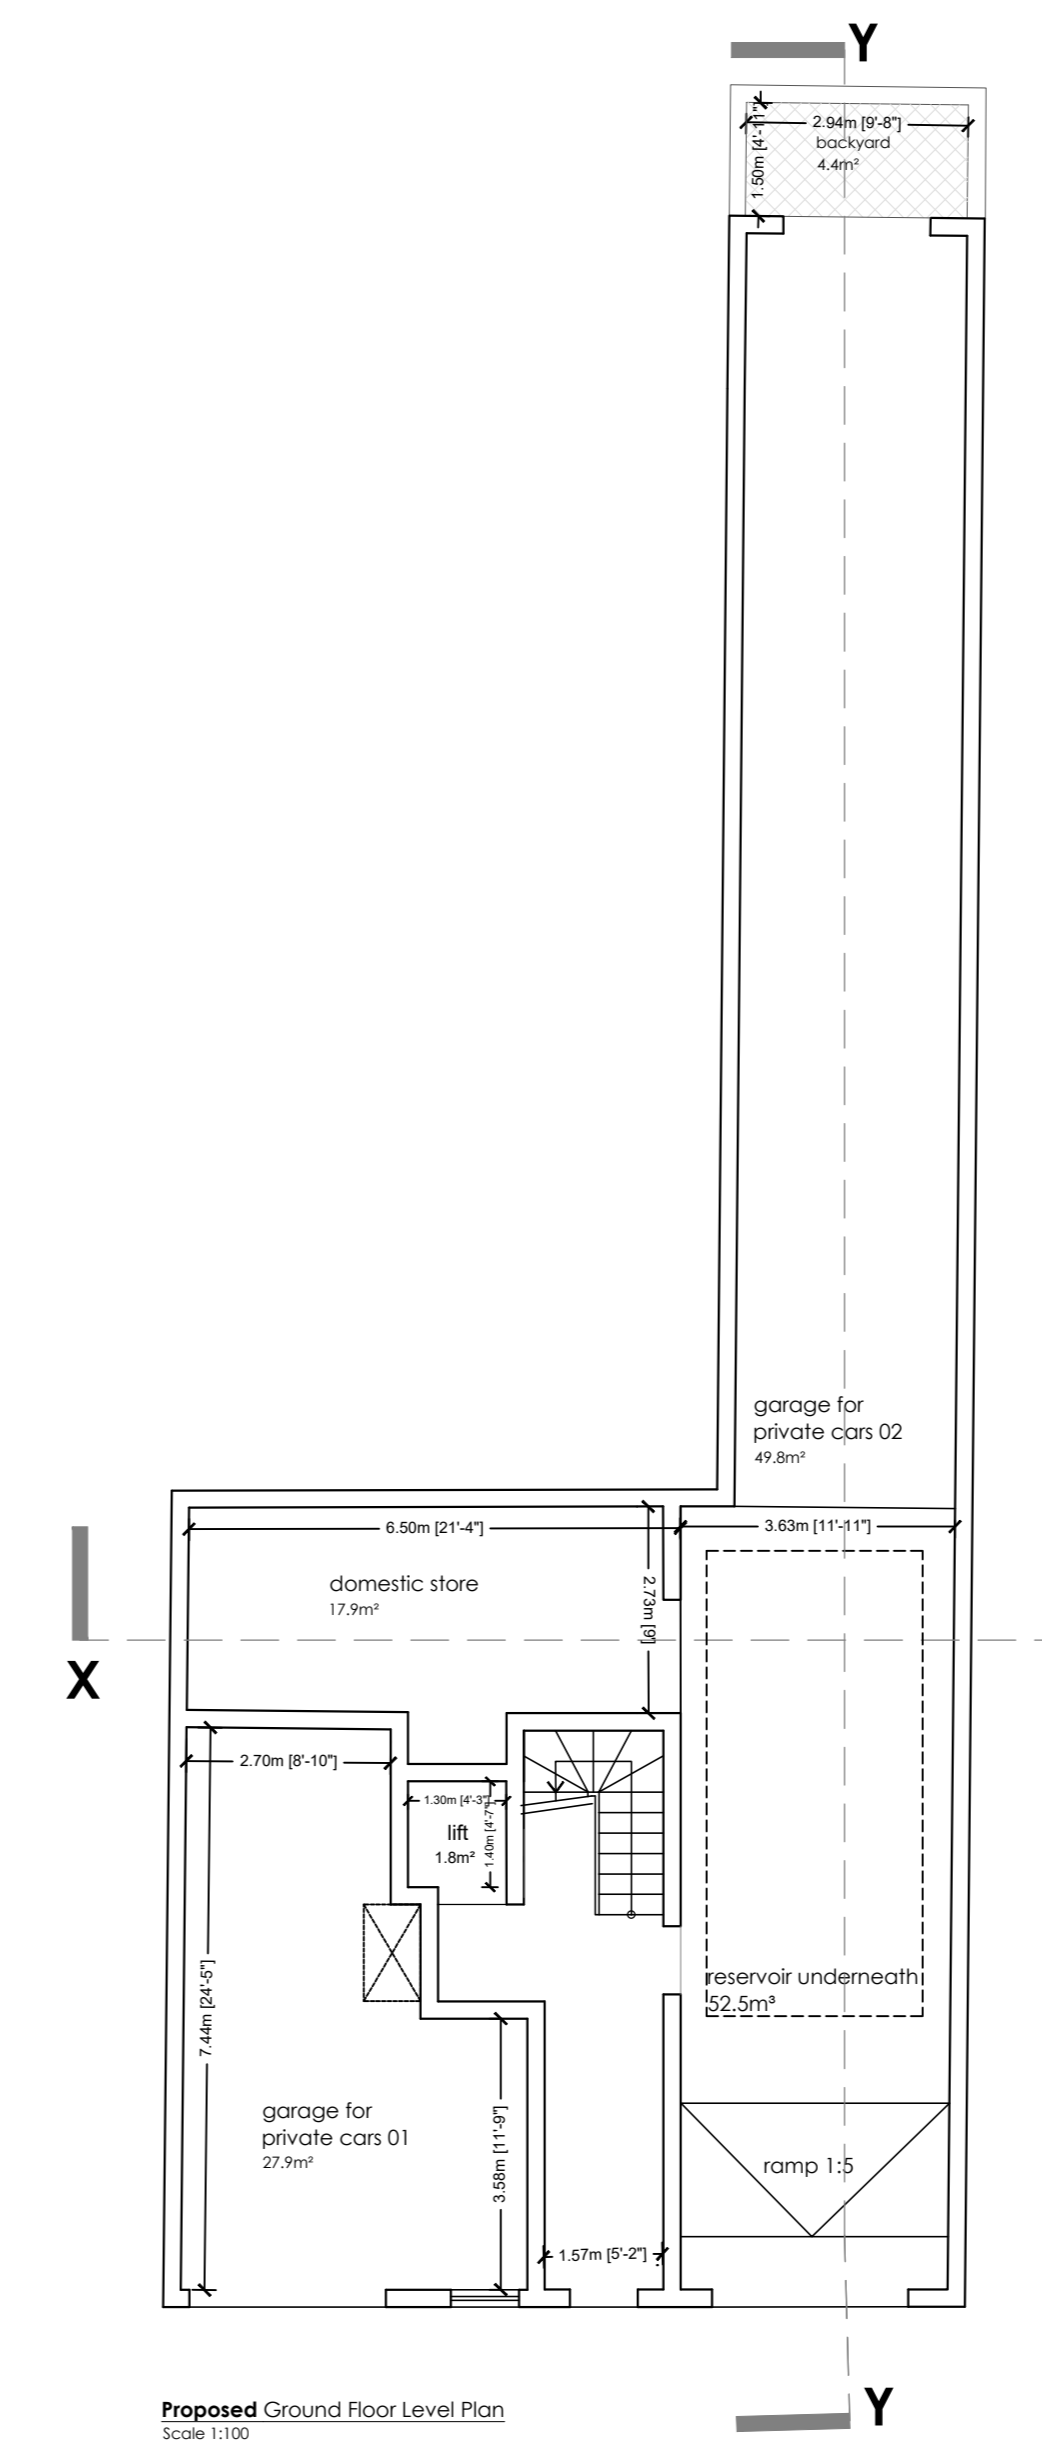 Y
2.94m [9'-8"]
1.50m [4'-11"]
backyard
4.4m²
garage for
private cars 02
49.8m²
6.50m [21'-4"]
3.63m [11'-11"]
domestic store
17.9m²
2.73m [9']
X
2.70m [8'-10"]
1.30m [4'-3"]
1.40m [4'-7"]
lift
1.8m²
reservoir underneath
52.5m³
7.44m [24'-5"]
garage for
private cars 01
27.9m²
3.58m [11'-9"]
ramp 1:5
1.57m [5'-2"]
Y
Proposed Ground Floor Level Plan
Scale 1:100